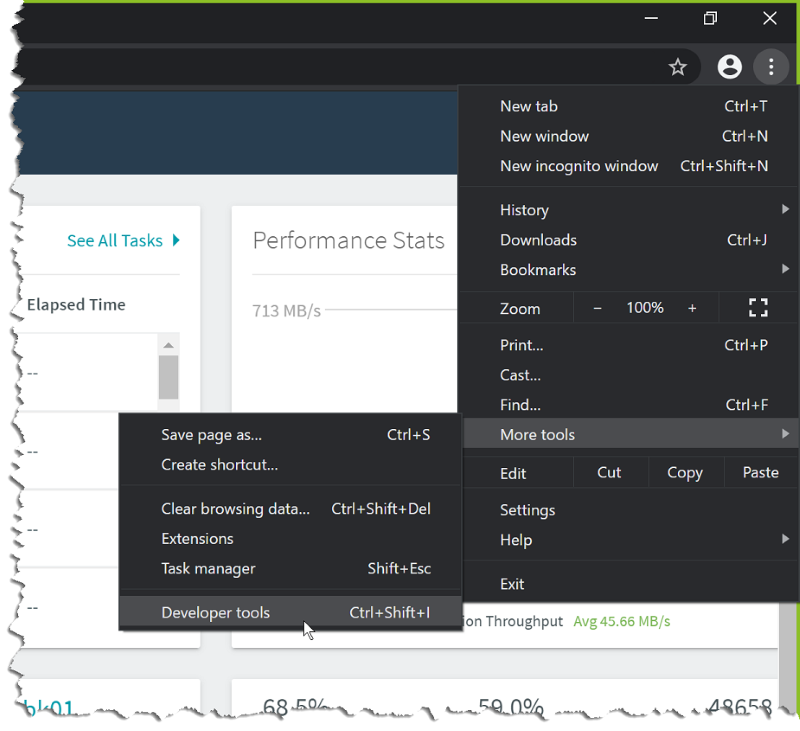 New tab Ctrl+T
New window Ctrl+N
New incognito window Ctrl+Shift+N
History
Downloads Ctrl+J
Bookmarks
Zoom − 100% +
Print... Ctrl+P
Cast...
Find... Ctrl+F
More tools
Edit Cut Copy Paste
Settings
Help
Exit
Save page as... Ctrl+S
Create shortcut...
Clear browsing data... Ctrl+Shift+Del
Extensions
Task manager Shift+Esc
Developer tools Ctrl+Shift+I
See All Tasks
Elapsed Time
--
--
--
--
Performance Stats
713 MB/s
ion Throughput Avg 45.66 MB/s
bk01
68.5%
59.0%
48658